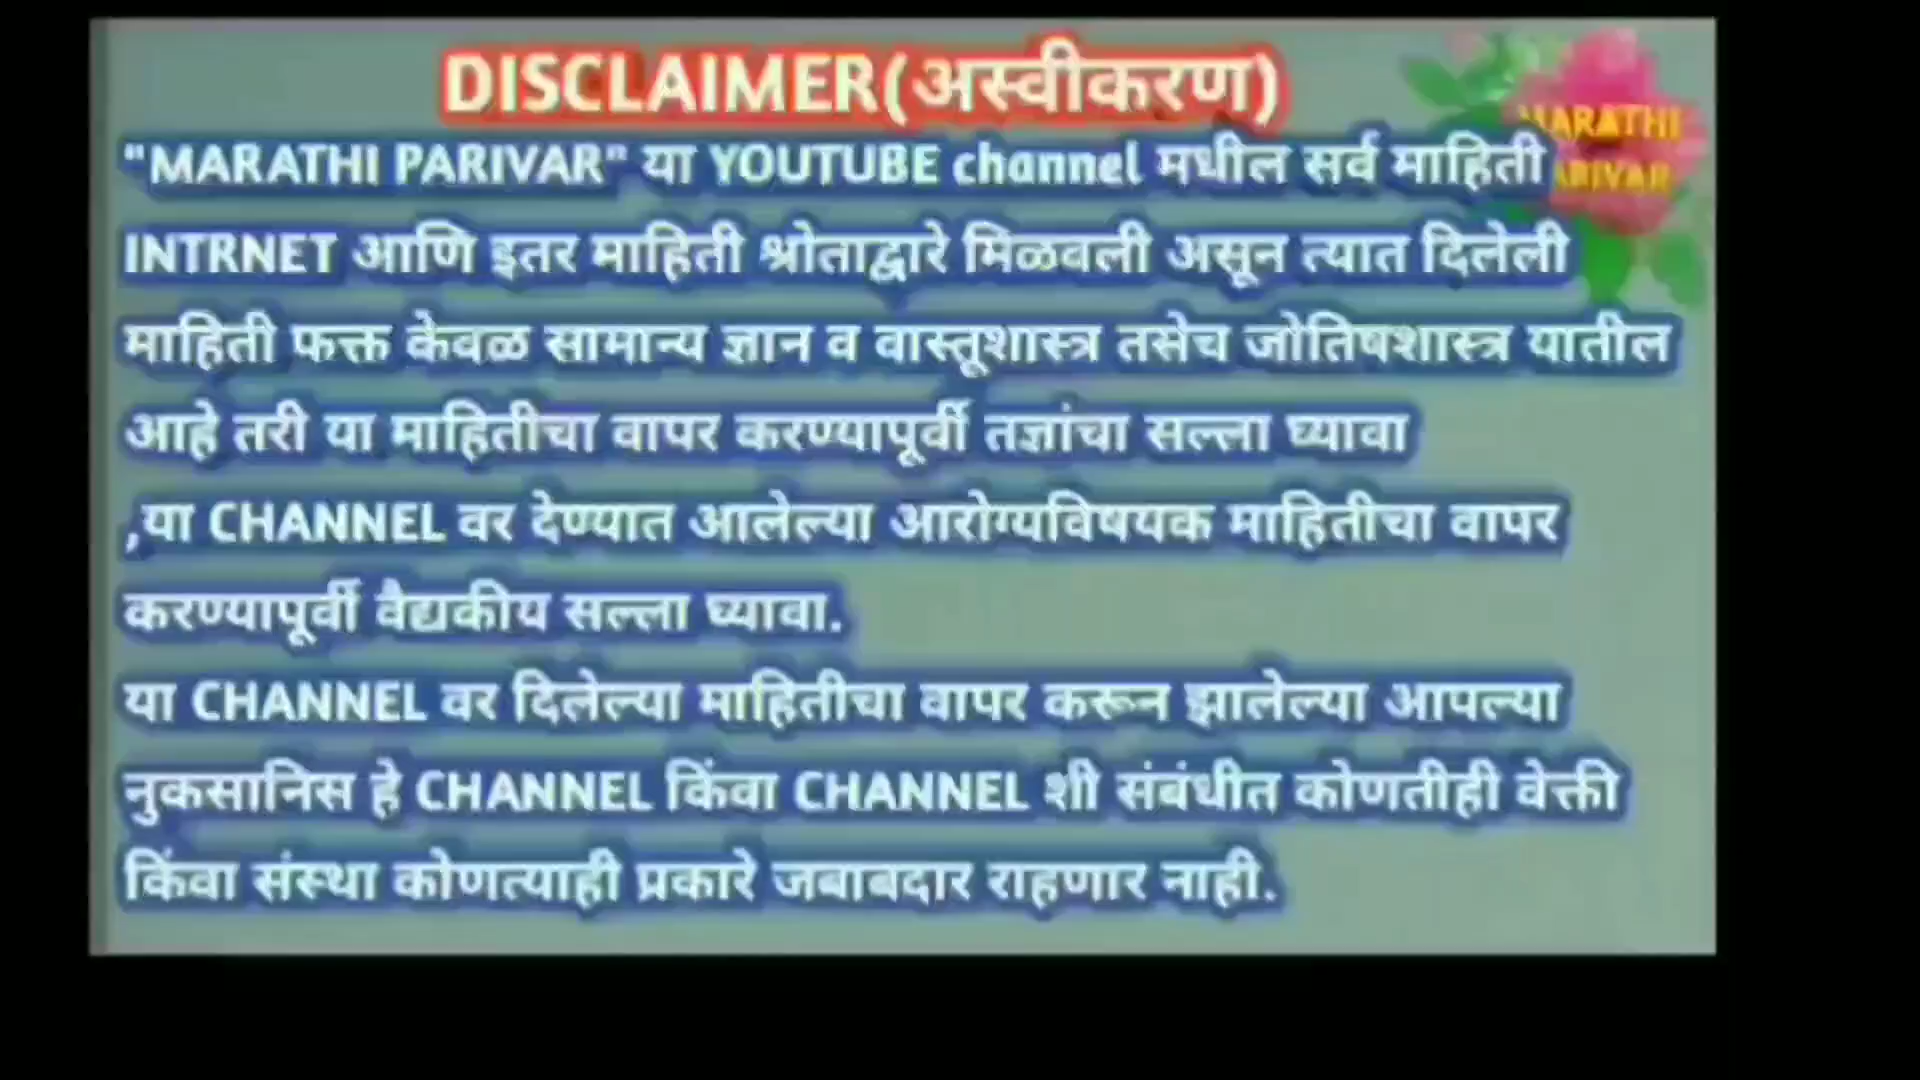 DISCLAIMER(अस्वीकरण)
MARATHI
PARIVAR
"MARATHI PARIVAR" या YOUTUBE channel मधील सर्व माहिती
INTRNET आणि इतर माहिती श्रोताद्वारे मिळवली असून त्यात दिलेली
माहिती फक्त केवळ सामान्य ज्ञान व वास्तूशास्त्र तसेच जोतिषशास्त्र यातील
आहे तरी या माहितीचा वापर करण्यापूर्वी तज्ञांचा सल्ला घ्यावा
,या CHANNEL वर देण्यात आलेल्या आरोग्यविषयक माहितीचा वापर
करण्यापूर्वी वैद्यकीय सल्ला घ्यावा.
या CHANNEL वर दिलेल्या माहितीचा वापर करून झालेल्या आपल्या
नुकसानिस हे CHANNEL किंवा CHANNEL शी संबंधीत कोणतीही वेक्ती
किंवा संस्था कोणत्याही प्रकारे जबाबदार राहणार नाही.